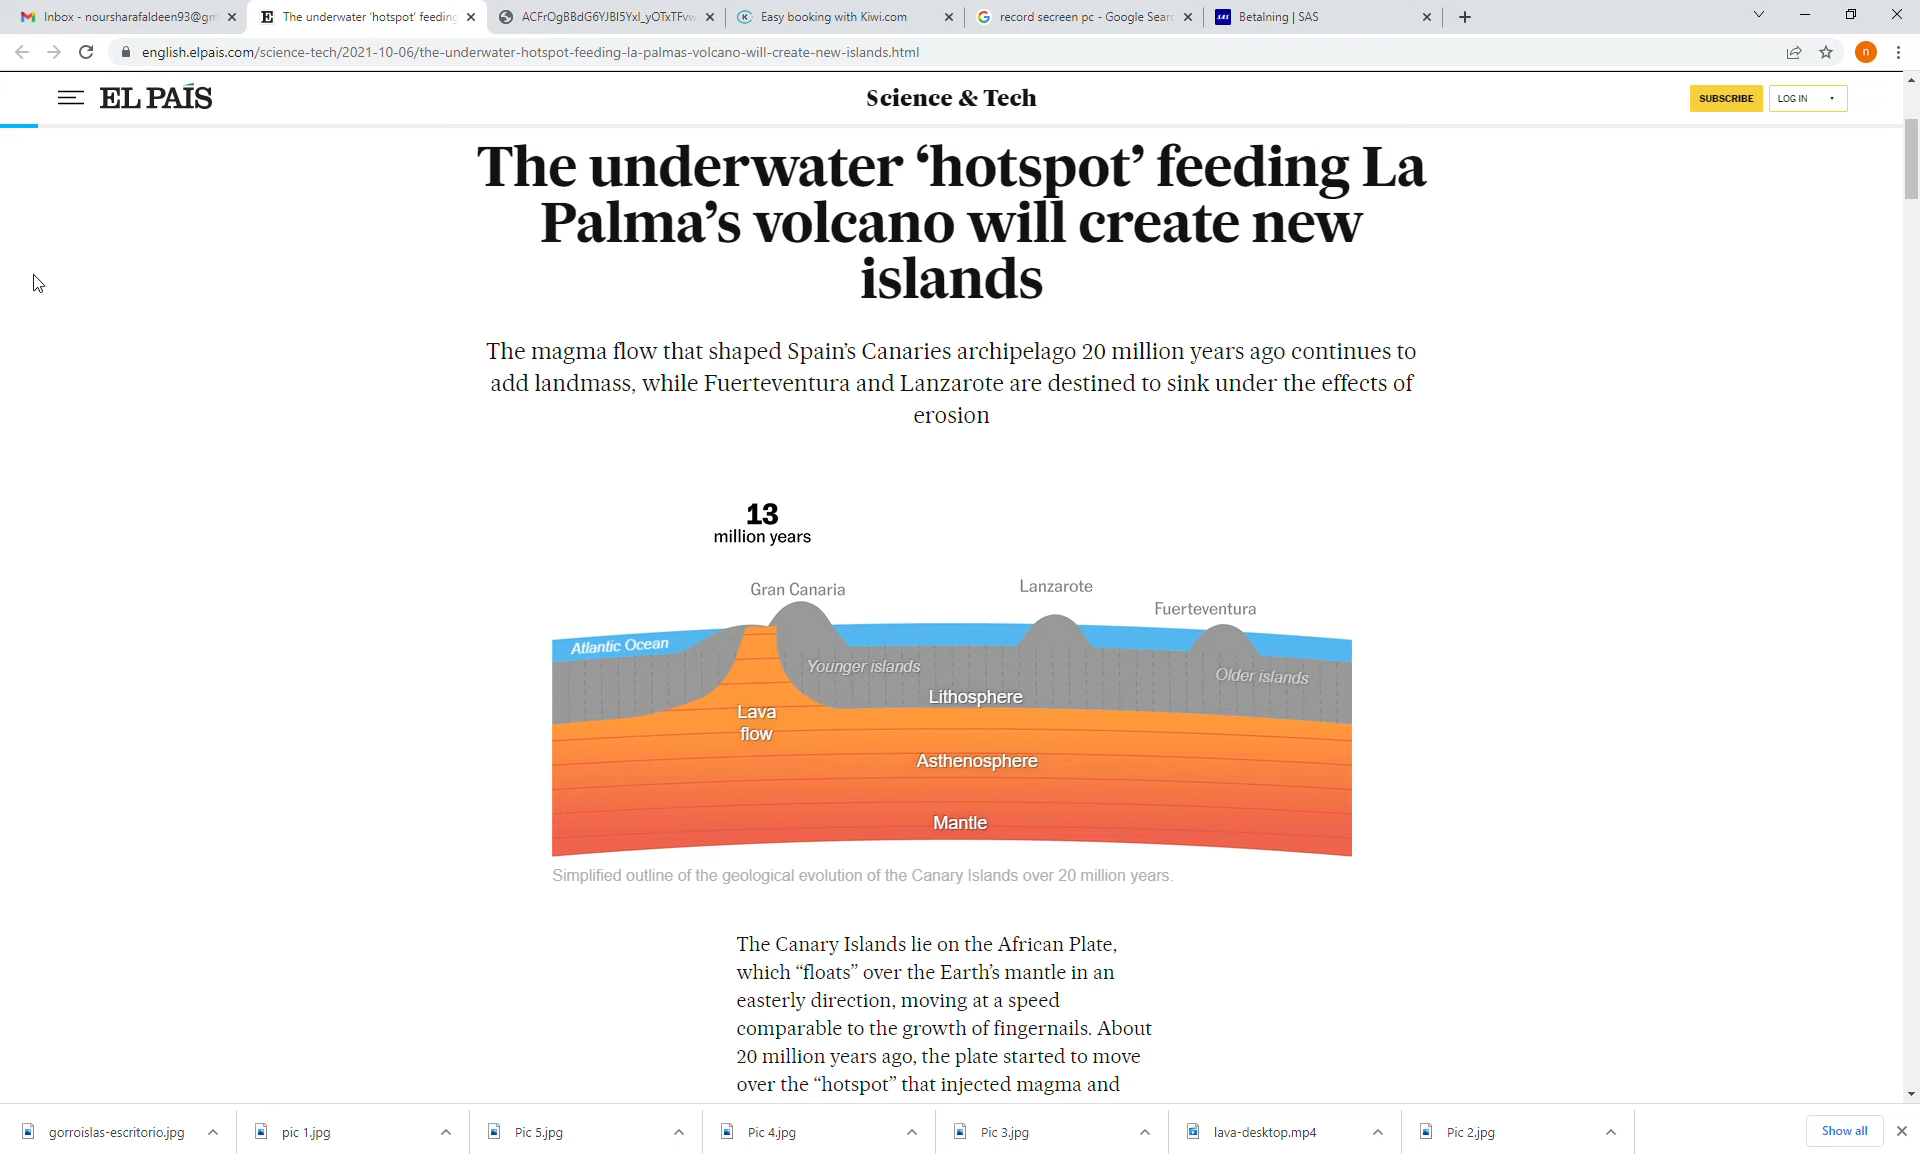 Inbox - noursharafaldeen93@gm
The underwater 'hotspot' feeding
ACFrOgBBdG6YJBI5YxI_yOTxTFvw
Easy booking with Kiwi.com
record secreen pc - Google Sear
SAS Betalning | SAS
english.elpais.com/science-tech/2021-10-06/the-underwater-hotspot-feeding-la-palmas-volcano-will-create-new-islands.html
n
EL PAÍS
Science & Tech
SUBSCRIBE
LOG IN
The underwater ‘hotspot’ feeding La
Palma’s volcano will create new
islands
The magma flow that shaped Spain’s Canaries archipelago 20 million years ago continues to
add landmass, while Fuerteventura and Lanzarote are destined to sink under the effects of
erosion
13
million years
Gran Canaria
Lanzarote
Fuerteventura
Atlantic Ocean
Younger islands
Older islands
Lithosphere
Lava
flow
Asthenosphere
Mantle
Simplified outline of the geological evolution of the Canary Islands over 20 million years.
The Canary Islands lie on the African Plate,
which “floats” over the Earth’s mantle in an
easterly direction, moving at a speed
comparable to the growth of fingernails. About
20 million years ago, the plate started to move
over the “hotspot” that injected magma and
gorroislas-escritorio.jpg
pic 1.jpg
Pic 5.jpg
Pic 4.jpg
Pic 3.jpg
lava-desktop.mp4
Pic 2.jpg
Show all